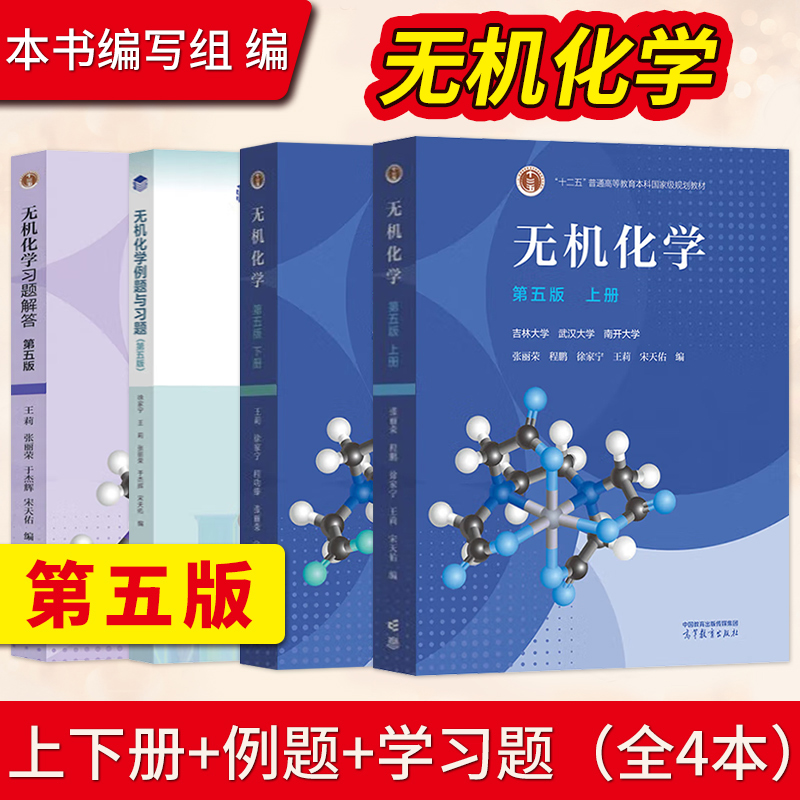 本书编写组 编
无机化学
无机化学习题解答 第五版
王莉 张丽荣 于杰辉 宋天佑 编
无机化学例题与习题(第五版)
徐家宁 王莉 张丽荣 于杰辉 宋天佑 编
无机化学 第五版 下册
王莉 徐家宁 程功臻 张丽荣
无机化学 第五版 上册
张丽荣 程鹏 徐家宁 王莉 宋天佑 编
“十二五”普通高等教育本科国家级规划教材
无机化学
第五版 上册
吉林大学 武汉大学 南开大学
张丽荣 程鹏 徐家宁 王莉 宋天佑 编
中国教育出版传媒集团
高等教育出版社
第五版
上下册+例题+学习题（全4本）